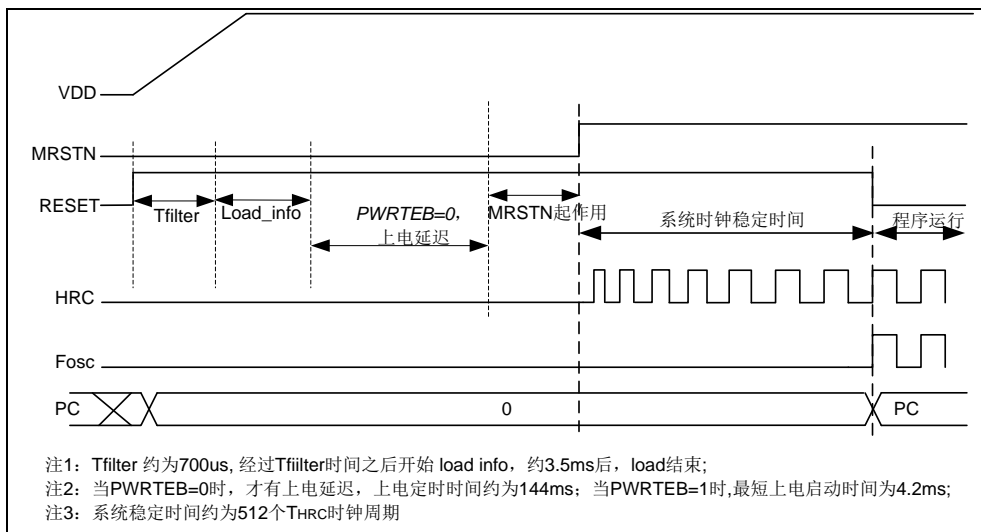 VDD
MRSTN
RESET
Tfilter
Load_info
PWRTEB=0，
上电延迟
MRSTN起作用
系统时钟稳定时间
程序运行
HRC
Fosc
PC
0
PC
注1：Tfilter 约为700us, 经过Tfiilter时间之后开始 load info，约3.5ms后，load结束;
注2：当PWRTEB=0时，才有上电延迟，上电定时时间约为144ms；当PWRTEB=1时,最短上电启动时间为4.2ms;
注3：系统稳定时间约为512个THRC时钟周期